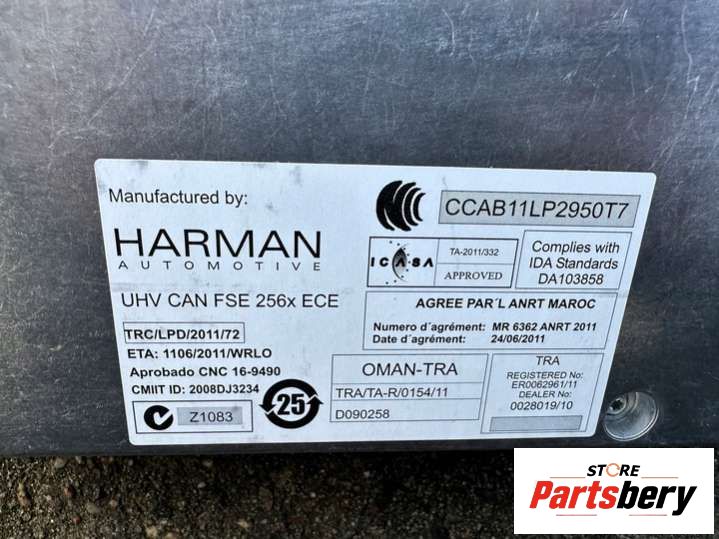 Manufactured by:
HARMAN
AUTOMOTIVE
UHV CAN FSE 256x ECE
TRC/LPD/2011/72
ETA: 1106/2011/WRLO
Aprobado CNC 16-9490
CMIIT ID: 2008DJ3234
Z1083
25
CCAB11LP2950T7
ICASA
TA-2011/332
APPROVED
Complies with
IDA Standards
DA103858
AGREE PAR´L ANRT MAROC
Numero d´agrément: MR 6362 ANRT 2011
Date d´agrément: 24/06/2011
OMAN-TRA
TRA/TA-R/0154/11
D090258
TRA
REGISTERED No:
ER0062961/11
DEALER No:
0028019/10
STORE
Partsbery